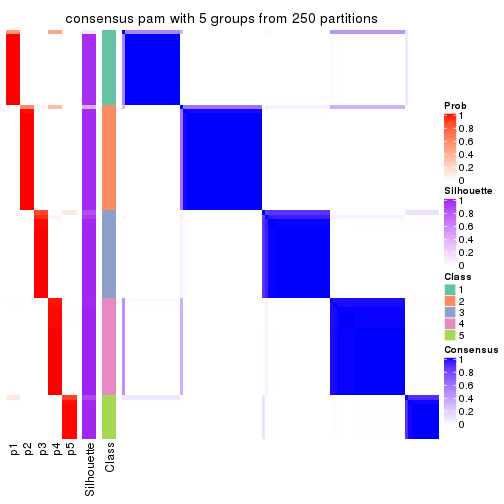 consensus pam with 5 groups from 250 partitions
Prob
1
0.8
0.6
0.4
0.2
0
Silhouette
1
0.8
0.6
0.4
0.2
0
Class
1
2
3
4
5
Consensus
1
0.8
0.6
0.4
0.2
0
p1
p2
p3
p4
p5
Silhouette
Class